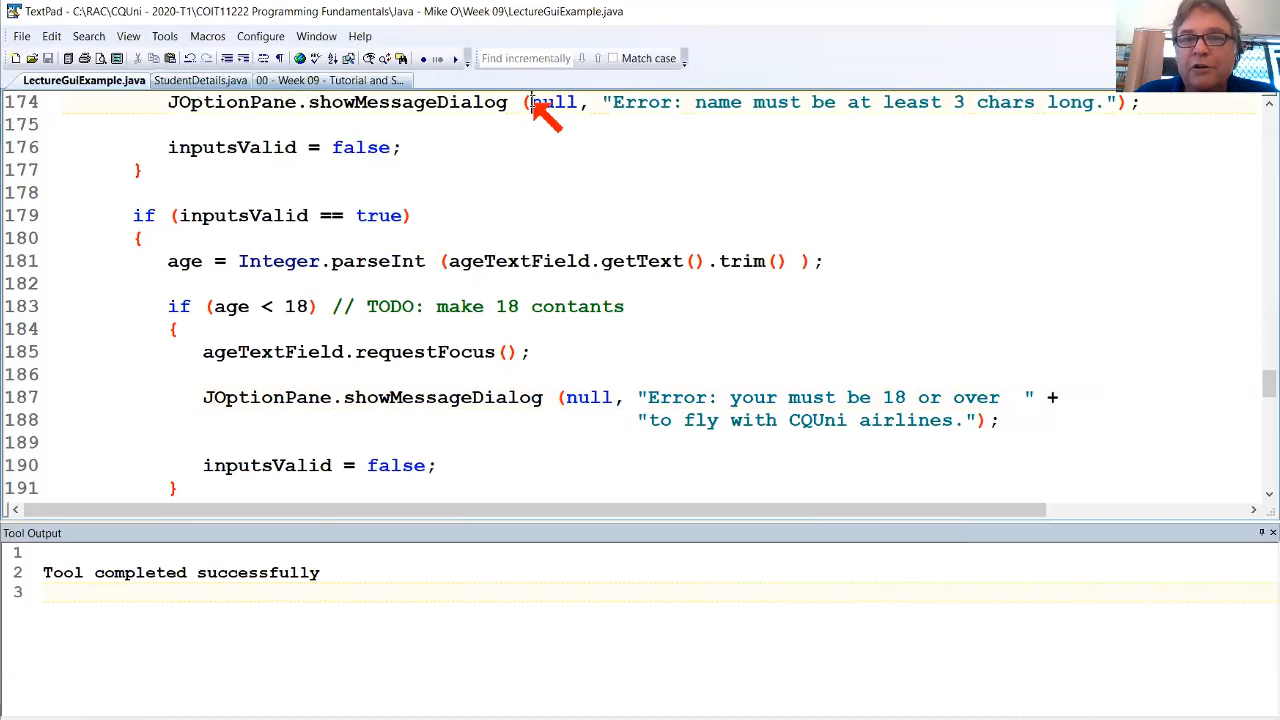 TextPad - C:\RAC\CQUni - 2020-T1\COIT11222 Programming Fundamentals\Java - Mike O\Week 09\LectureGuiExample.java
File Edit Search View Tools Macros Configure Window Help
Find incrementally Match case
LectureGuiExample.java StudentDetails.java 00 - Week 09 - Tutorial and S...
174 JOptionPane.showMessageDialog (null, "Error: name must be at least 3 chars long.");
175
176 inputsValid = false;
177 }
178
179 if (inputsValid == true)
180 {
181 age = Integer.parseInt (ageTextField.getText().trim() );
182
183 if (age < 18) // TODO: make 18 contants
184 {
185 ageTextField.requestFocus();
186
187 JOptionPane.showMessageDialog (null, "Error: your must be 18 or over  " +
188 "to fly with CQUni airlines.");
189
190 inputsValid = false;
191 }
Tool Output
1
2 Tool completed successfully
3